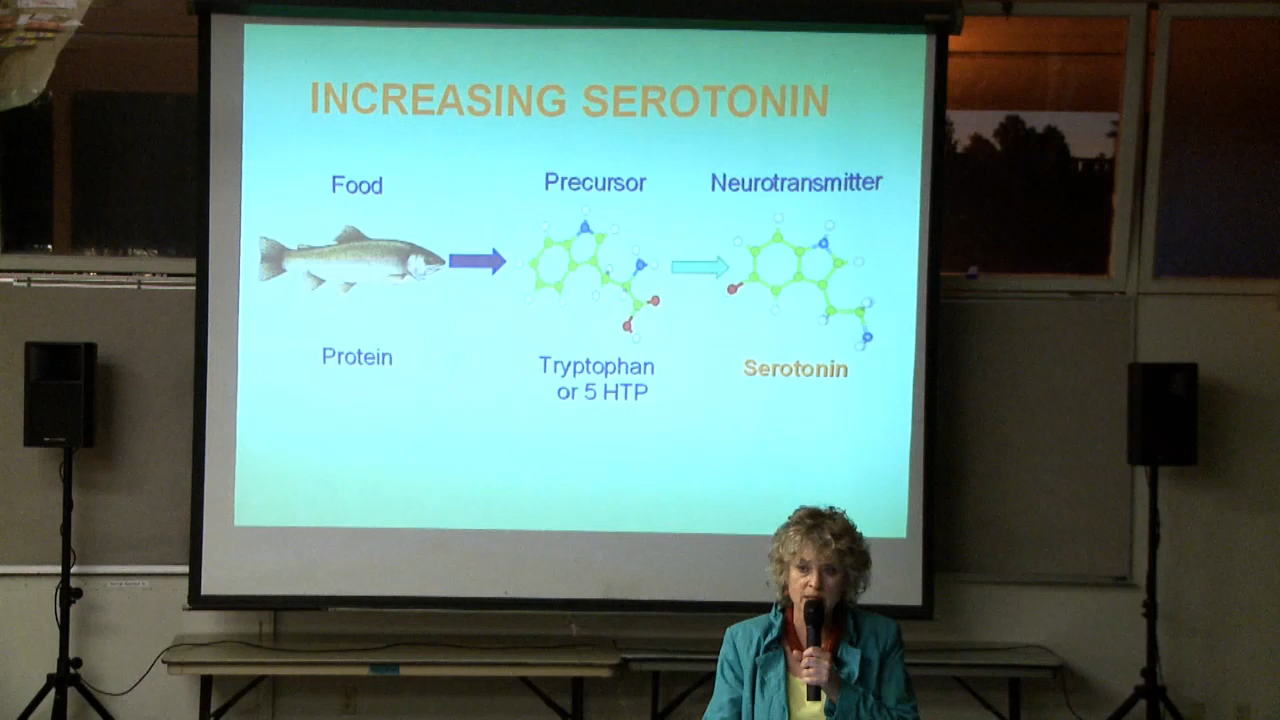 INCREASING SEROTONIN
Food
Precursor
Neurotransmitter
Protein
Tryptophan
or 5 HTP
Serotonin